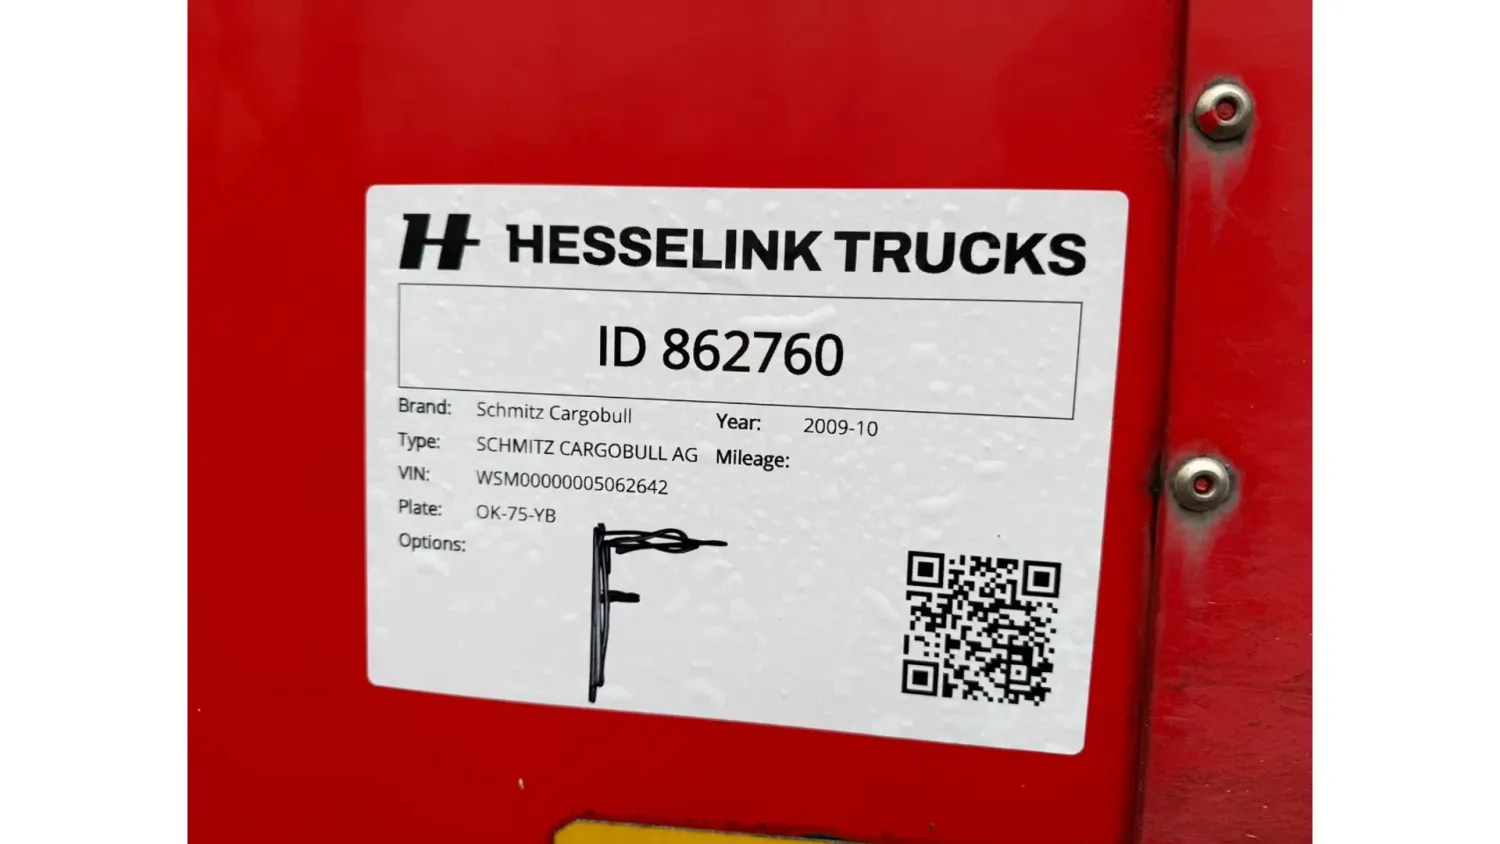 H HESSELINK TRUCKS
ID 862760
Brand: Schmitz Cargobull Year: 2009-10
Type: SCHMITZ CARGOBULL AG Mileage:
VIN: WSM00000005062642
Plate: OK-75-YB
Options:
F